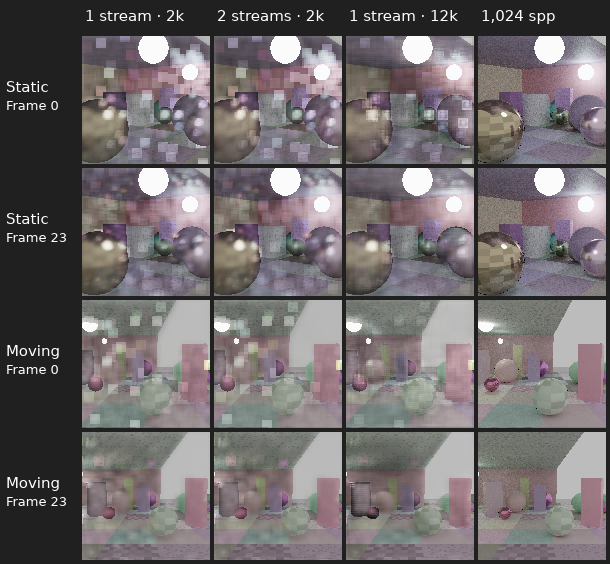 1 stream · 2k
2 streams · 2k
1 stream · 12k
1,024 spp
Static
Frame 0
Static
Frame 23
Moving
Frame 0
Moving
Frame 23